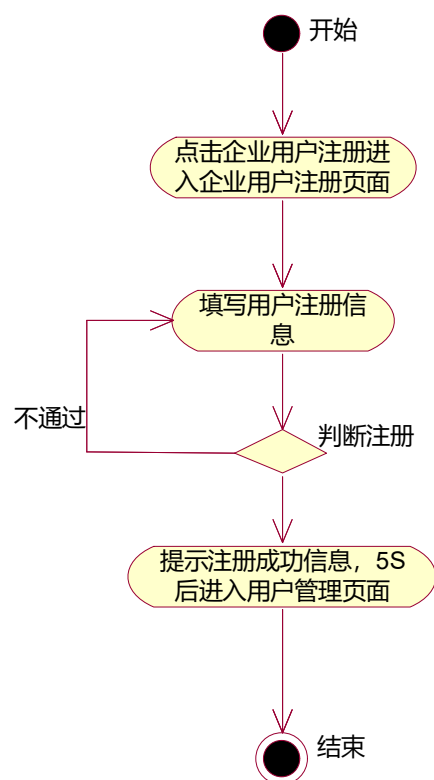 开始
点击企业用户注册进
入企业用户注册页面
填写用户注册信
息
不通过
判断注册
提示注册成功信息，5S
后进入用户管理页面
结束